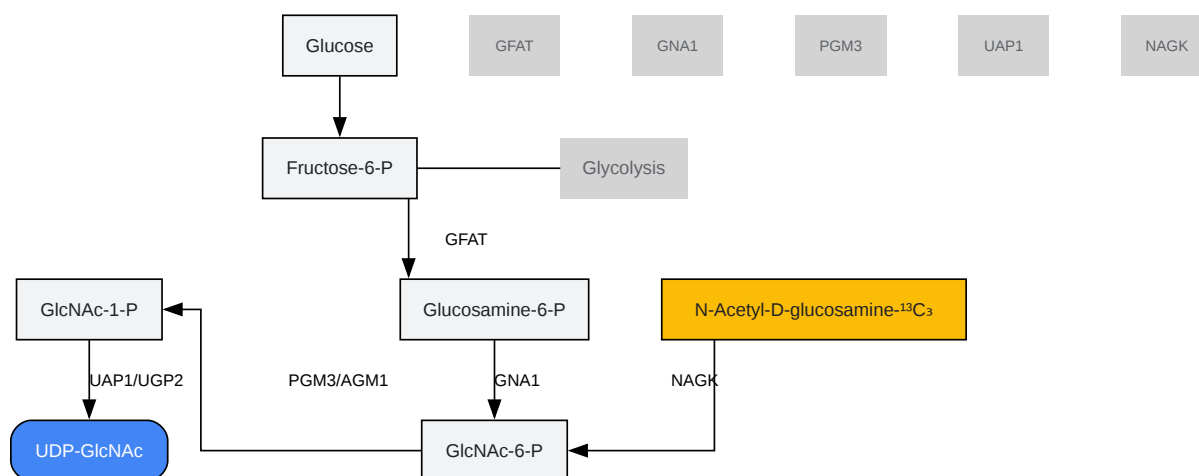 Glucose
GFAT
GNA1
PGM3
UAP1
NAGK
Fructose-6-P
Glycolysis
GFAT
GlcNAc-1-P
Glucosamine-6-P
N-Acetyl-D-glucosamine-¹³C₃
UAP1/UGP2
PGM3/AGM1
GNA1
NAGK
UDP-GlcNAc
GlcNAc-6-P